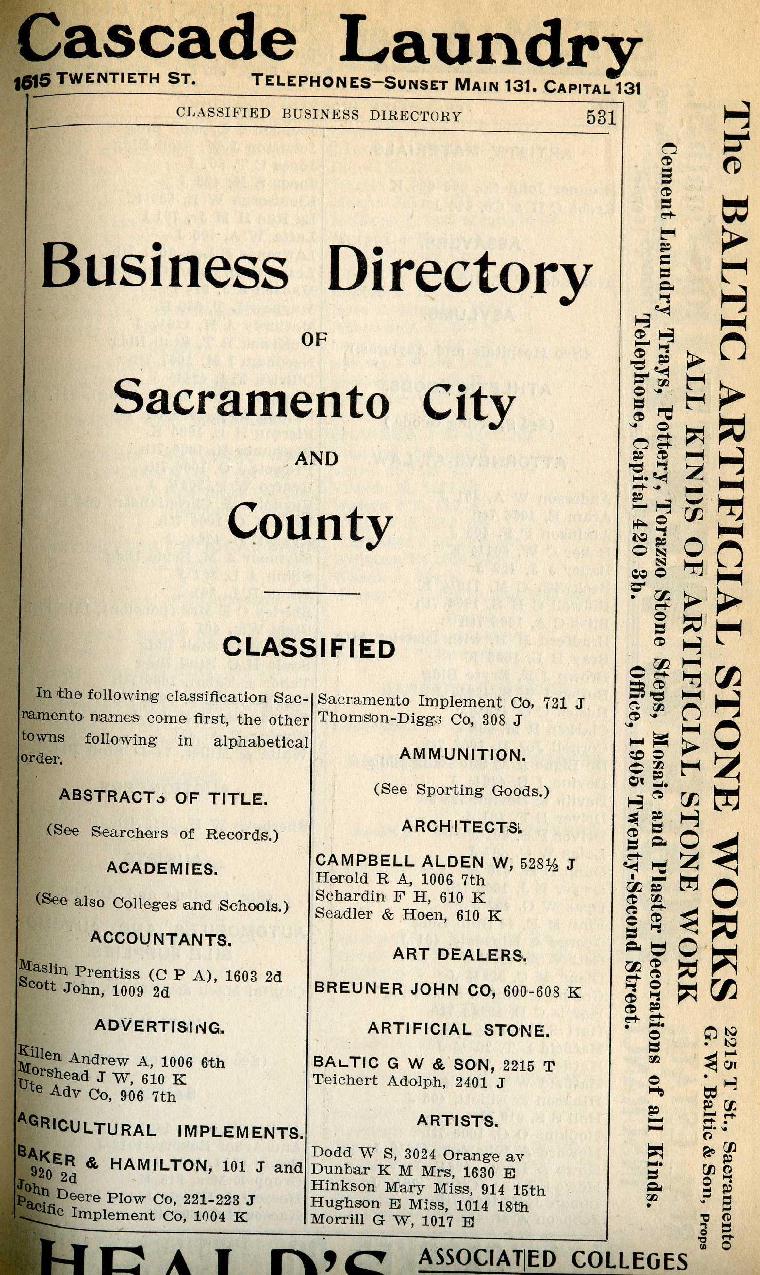 Cascade Laundry
1615 TWENTIETH ST. TELEPHONES—SUNSET MAIN 131. CAPITAL 131
CLASSIFIED BUSINESS DIRECTORY 531
Business Directory
OF
Sacramento City
AND
County
CLASSIFIED
In the following classification Sac-
ramento names come first, the other
towns following in alphabetical
order.
ABSTRACTS OF TITLE.
(See Searchers of Records.)
ACADEMIES.
(See also Colleges and Schools.)
ACCOUNTANTS.
Maslin Prentiss (C P A), 1603 2d
Scott John, 1009 2d
ADVERTISING.
Killen Andrew A, 1006 6th
Morshead J W, 610 K
Ute Adv Co, 906 7th
AGRICULTURAL IMPLEMENTS.
BAKER & HAMILTON, 101 J and
920 2d
John Deere Plow Co, 221-223 J
Pacific Implement Co, 1004 K
Sacramento Implement Co, 721 J
Thomson-Diggs Co, 308 J
AMMUNITION.
(See Sporting Goods.)
ARCHITECTS.
CAMPBELL ALDEN W, 528½ J
Herold R A, 1006 7th
Schardin F H, 610 K
Seadler & Hoen, 610 K
ART DEALERS.
BREUNER JOHN CO, 600-608 K
ARTIFICIAL STONE.
BALTIC G W & SON, 2215 T
Teichert Adolph, 2401 J
ARTISTS.
Dodd W S, 3024 Orange av
Dunbar K M Mrs, 1630 E
Hinkson Mary Miss, 914 15th
Hughson E Miss, 1014 18th
Morrill G W, 1017 E
The BALTIC ARTIFICIAL STONE WORKS 2215 T St., Sacramento
G. W. Baltic & Son, Props
ALL KINDS OF ARTIFICIAL STONE WORK
Cement Laundry Trays, Pottery, Torazzo Stone Steps, Mosaic and Plaster Decorations of all Kinds.
Telephone, Capital 420 3b. Office, 1905 Twenty-Second Street.
HEALD'S ASSOCIATED COLLEGES